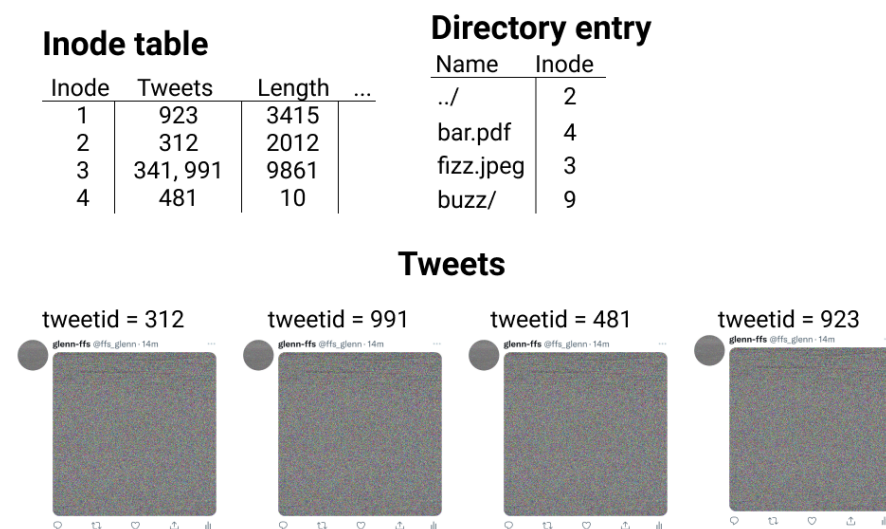 Inode table
Inode Tweets Length ...
1 923 3415
2 312 2012
3 341, 991 9861
4 481 10
Directory entry
Name Inode
../ 2
bar.pdf 4
fizz.jpeg 3
buzz/ 9
Tweets
tweetid = 312
glenn-ffs @ffs_glenn · 14m ...
tweetid = 991
glenn-ffs @ffs_glenn · 14m ...
tweetid = 481
glenn-ffs @ffs_glenn · 14m ...
tweetid = 923
glenn-ffs @ffs_glenn · 14m